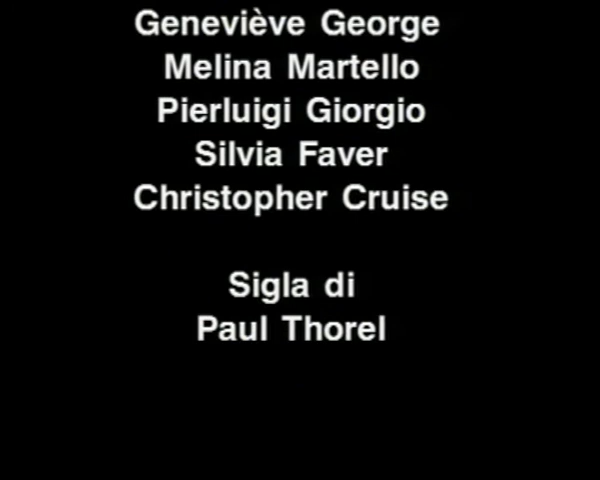 Geneviève George
Melina Martello
Pierluigi Giorgio
Silvia Faver
Christopher Cruise
Sigla di
Paul Thorel